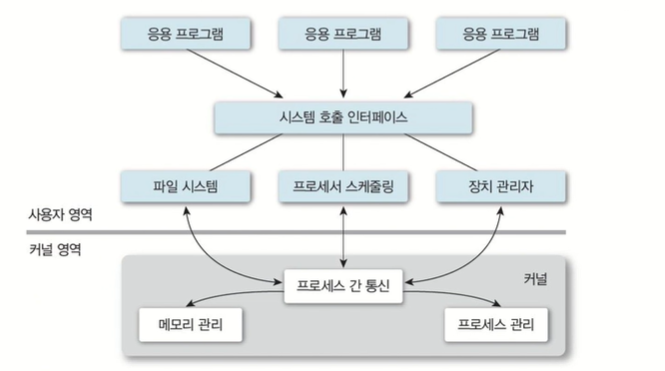 응용 프로그램
응용 프로그램
응용 프로그램
시스템 호출 인터페이스
파일 시스템
프로세서 스케줄링
장치 관리자
사용자 영역
커널 영역
커널
프로세스 간 통신
메모리 관리
프로세스 관리